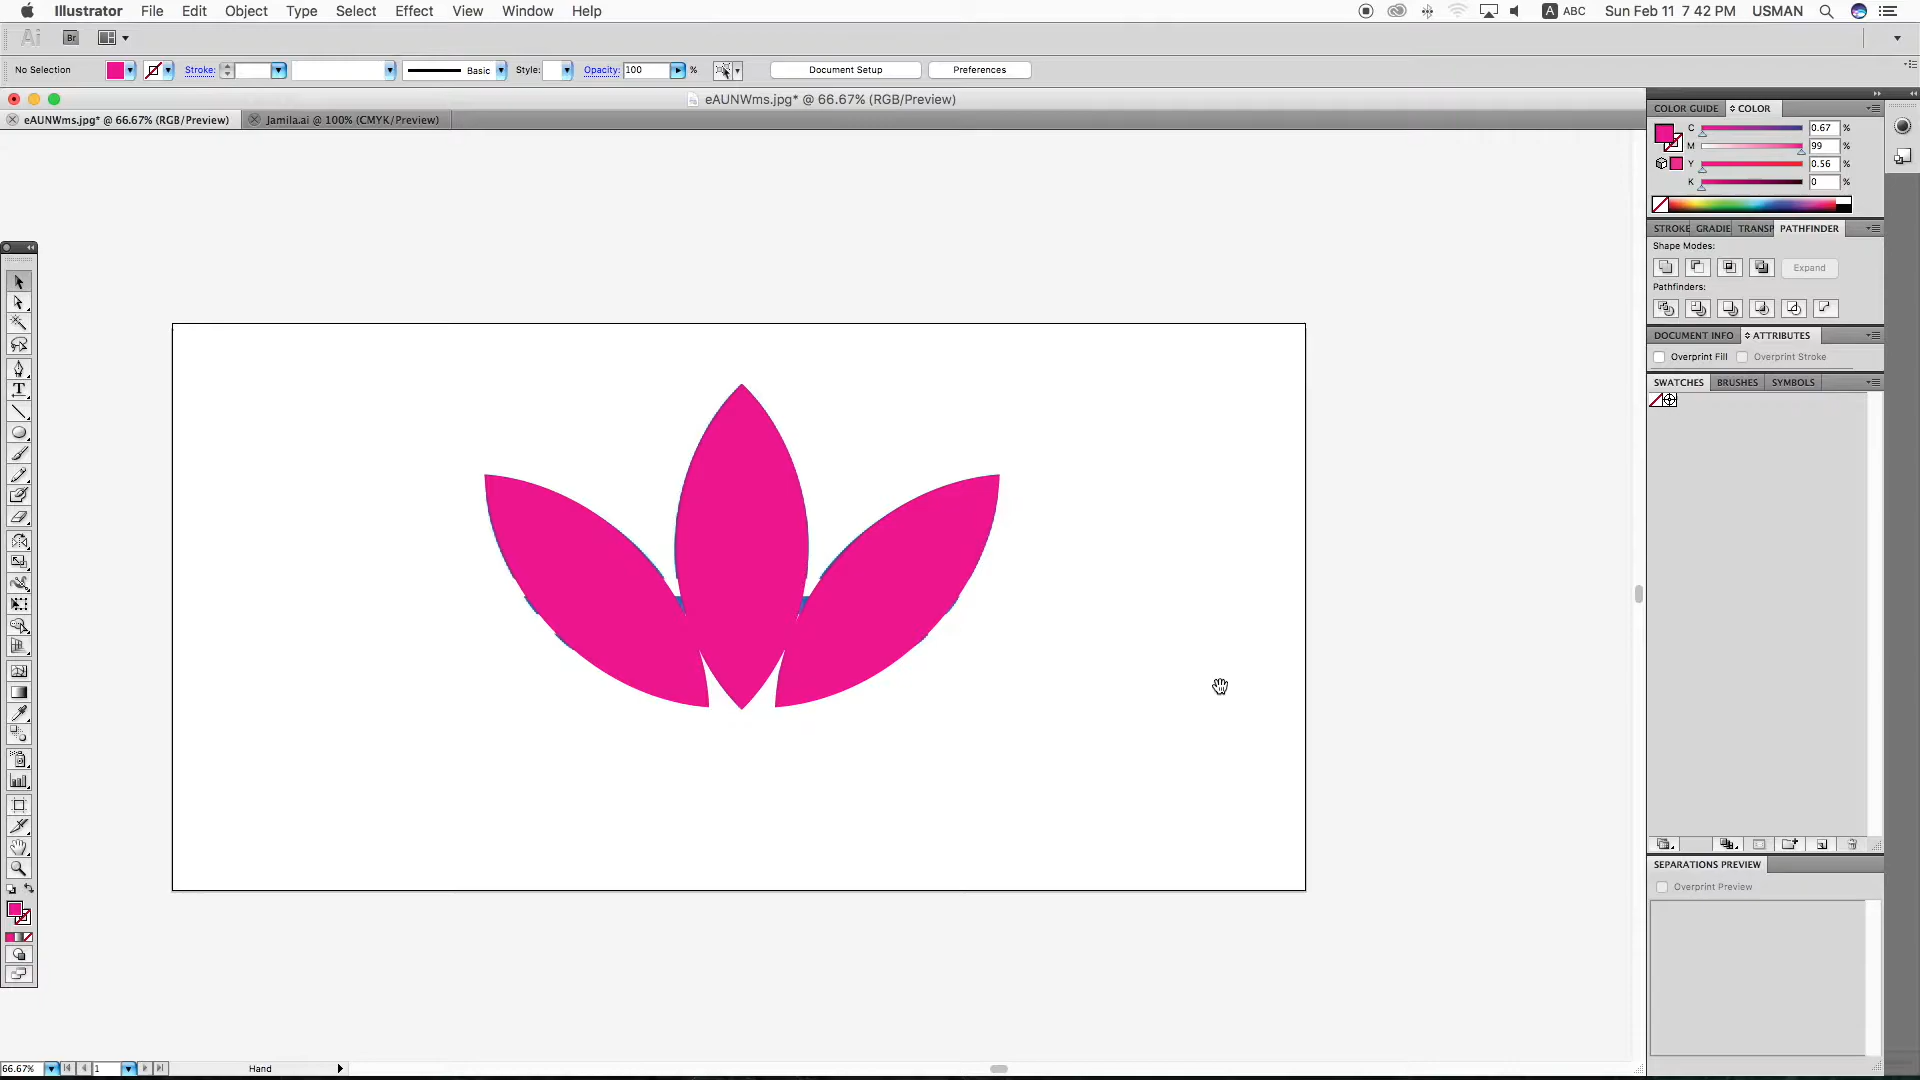 Illustrator File Edit Object Type Select Effect View Window Help
A ABC Sun Feb 11 7 42 PM USMAN
Ai Br
No Selection Stroke: Basic Style: Opacity: 100 % Document Setup Preferences
eAUNWms.jpg* @ 66.67% (RGB/Preview)
eAUNWms.jpg* @ 66.67% (RGB/Preview) Jamila.ai @ 100% (CMYK/Preview)
COLOR GUIDE COLOR
C 0.67 %
M 99 %
Y 0.56 %
K 0 %
STROKE GRADIE TRANSP PATHFINDER
Shape Modes:
Expand
Pathfinders:
DOCUMENT INFO ATTRIBUTES
Overprint Fill Overprint Stroke
SWATCHES BRUSHES SYMBOLS
T
SEPARATIONS PREVIEW
Overprint Preview
66.67% 1 Hand